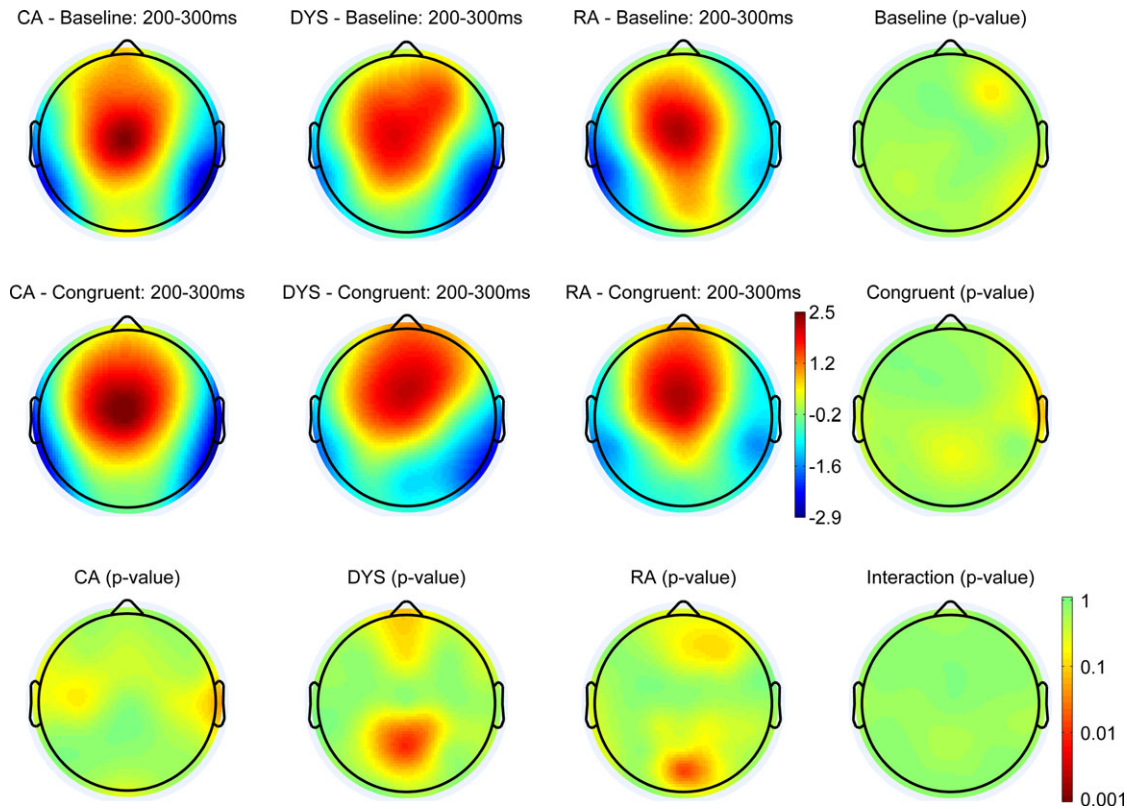 CA - Baseline: 200-300ms
DYS - Baseline: 200-300ms
RA - Baseline: 200-300ms
Baseline (p-value)
CA - Congruent: 200-300ms
DYS - Congruent: 200-300ms
RA - Congruent: 200-300ms
Congruent (p-value)
2.5
1.2
-0.2
-1.6
-2.9
CA (p-value)
DYS (p-value)
RA (p-value)
Interaction (p-value)
1
0.1
0.01
0.001